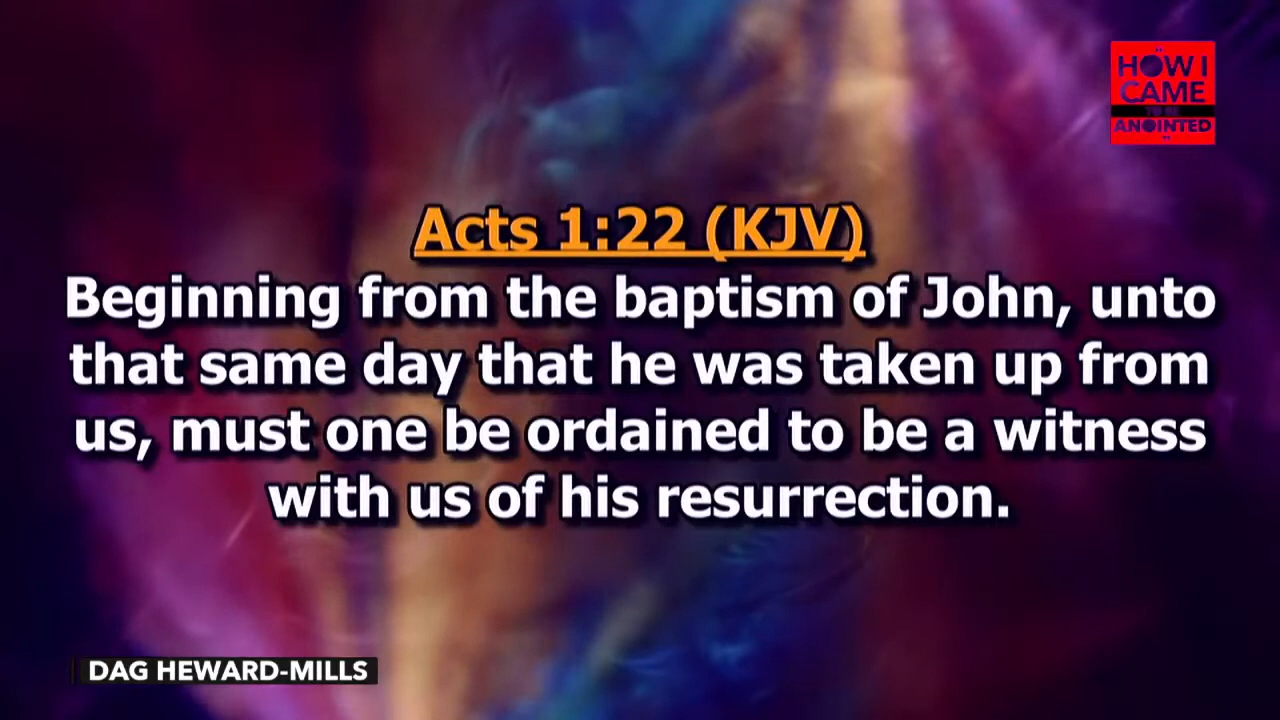 HOW I
CAME
TO BE
ANOINTED
Acts 1:22 (KJV)
Beginning from the baptism of John, unto
that same day that he was taken up from
us, must one be ordained to be a witness
with us of his resurrection.
DAG HEWARD-MILLS